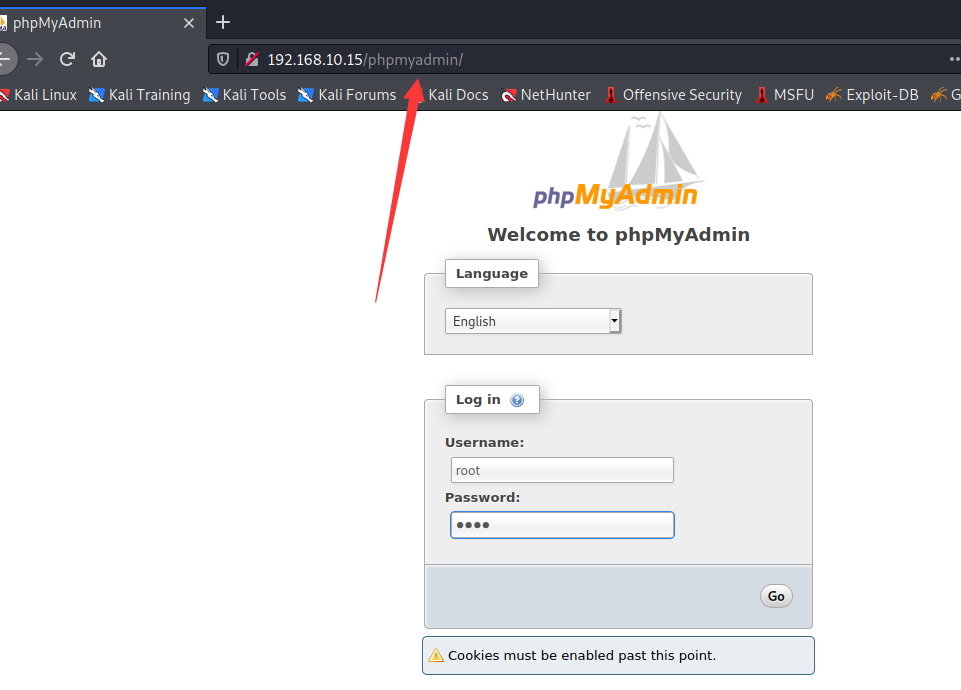 phpMyAdmin
192.168.10.15/phpmyadmin/
Kali Linux Kali Training Kali Tools Kali Forums Kali Docs NetHunter Offensive Security MSFU Exploit-DB G
phpMyAdmin
Welcome to phpMyAdmin
Language
English
Log in
Username:
root
Password:
••••
Go
Cookies must be enabled past this point.